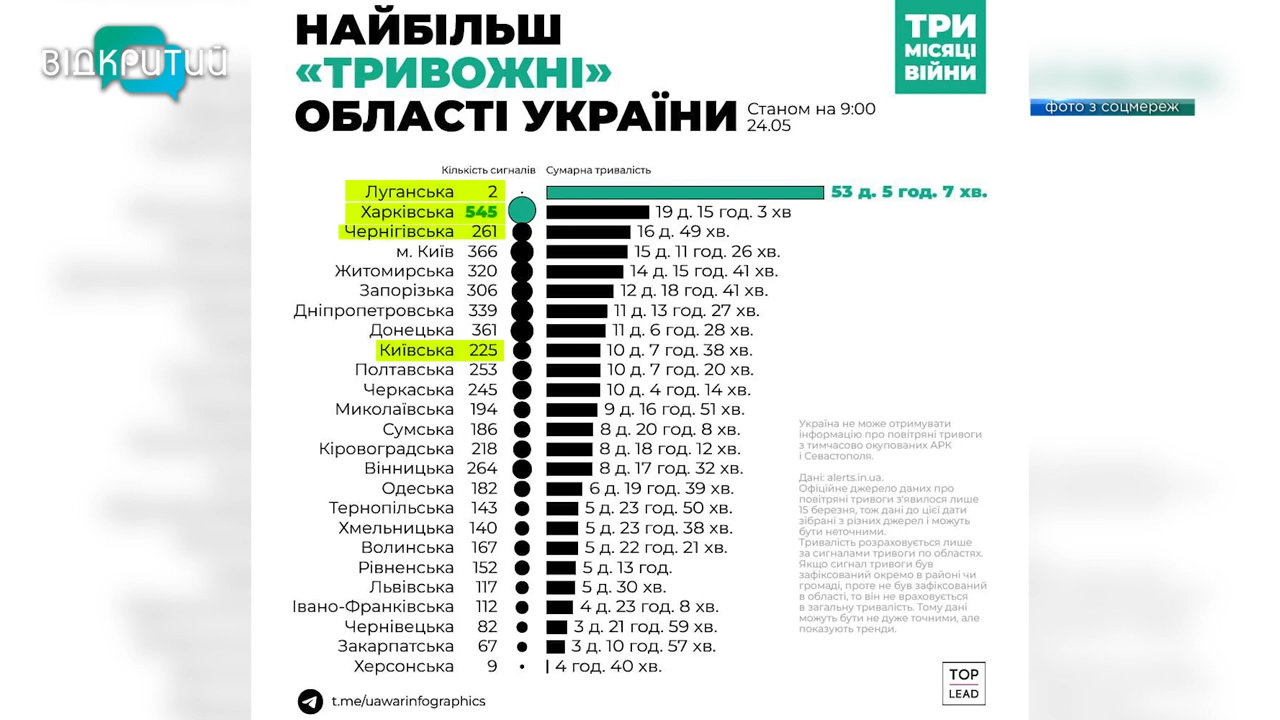 ВІДКРИТИЙ
НАЙБІЛЬШ
«ТРИВОЖНІ»
ОБЛАСТІ УКРАЇНИ
Станом на 9:00
24.05
ТРИ
МІСЯЦІ
ВІЙНИ
фото з соцмереж
Кількість сигналів Сумарна тривалість
Луганська 2 53 д. 5 год. 7 хв.
Харківська 545 19 д. 15 год. 3 хв
Чернігівська 261 16 д. 49 хв.
м. Київ 366 15 д. 11 год. 26 хв.
Житомирська 320 14 д. 15 год. 41 хв.
Запорізька 306 12 д. 18 год. 41 хв.
Дніпропетровська 339 11 д. 13 год. 27 хв.
Донецька 361 11 д. 6 год. 28 хв.
Київська 225 10 д. 7 год. 38 хв.
Полтавська 253 10 д. 7 год. 20 хв.
Черкаська 245 10 д. 4 год. 14 хв.
Миколаївська 194 9 д. 16 год. 51 хв.
Сумська 186 8 д. 20 год. 8 хв.
Кіровоградська 218 8 д. 18 год. 12 хв.
Вінницька 264 8 д. 17 год. 32 хв.
Одеська 182 6 д. 19 год. 39 хв.
Тернопільська 143 5 д. 23 год. 50 хв.
Хмельницька 140 5 д. 23 год. 38 хв.
Волинська 167 5 д. 22 год. 21 хв.
Рівненська 152 5 д. 13 год.
Львівська 117 5 д. 30 хв.
Івано-Франківська 112 4 д. 23 год. 8 хв.
Чернівецька 82 3 д. 21 год. 59 хв.
Закарпатська 67 3 д. 10 год. 57 хв.
Херсонська 9 4 год. 40 хв.
Україна не може отримувати
інформацію про повітряні тривоги
з тимчасово окупованих АРК
і Севастополя.
Дані: alerts.in.ua.
Офіційне джерело даних про
повітряні тривоги з'явилося лише
15 березня, тож дані до цієї дати
зібрані з різних джерел і можуть
бути неточними.
Тривалість розраховується лише
за сигналами тривоги по областях.
Якщо сигнал тривоги був
зафіксований окремо в районі чи
громаді, проте не був зафіксований
в області, то він не враховується
в загальну тривалість. Тому дані
можуть бути не дуже точними, але
показують тренди.
t.me/uawarinfographics
TOP
LEAD